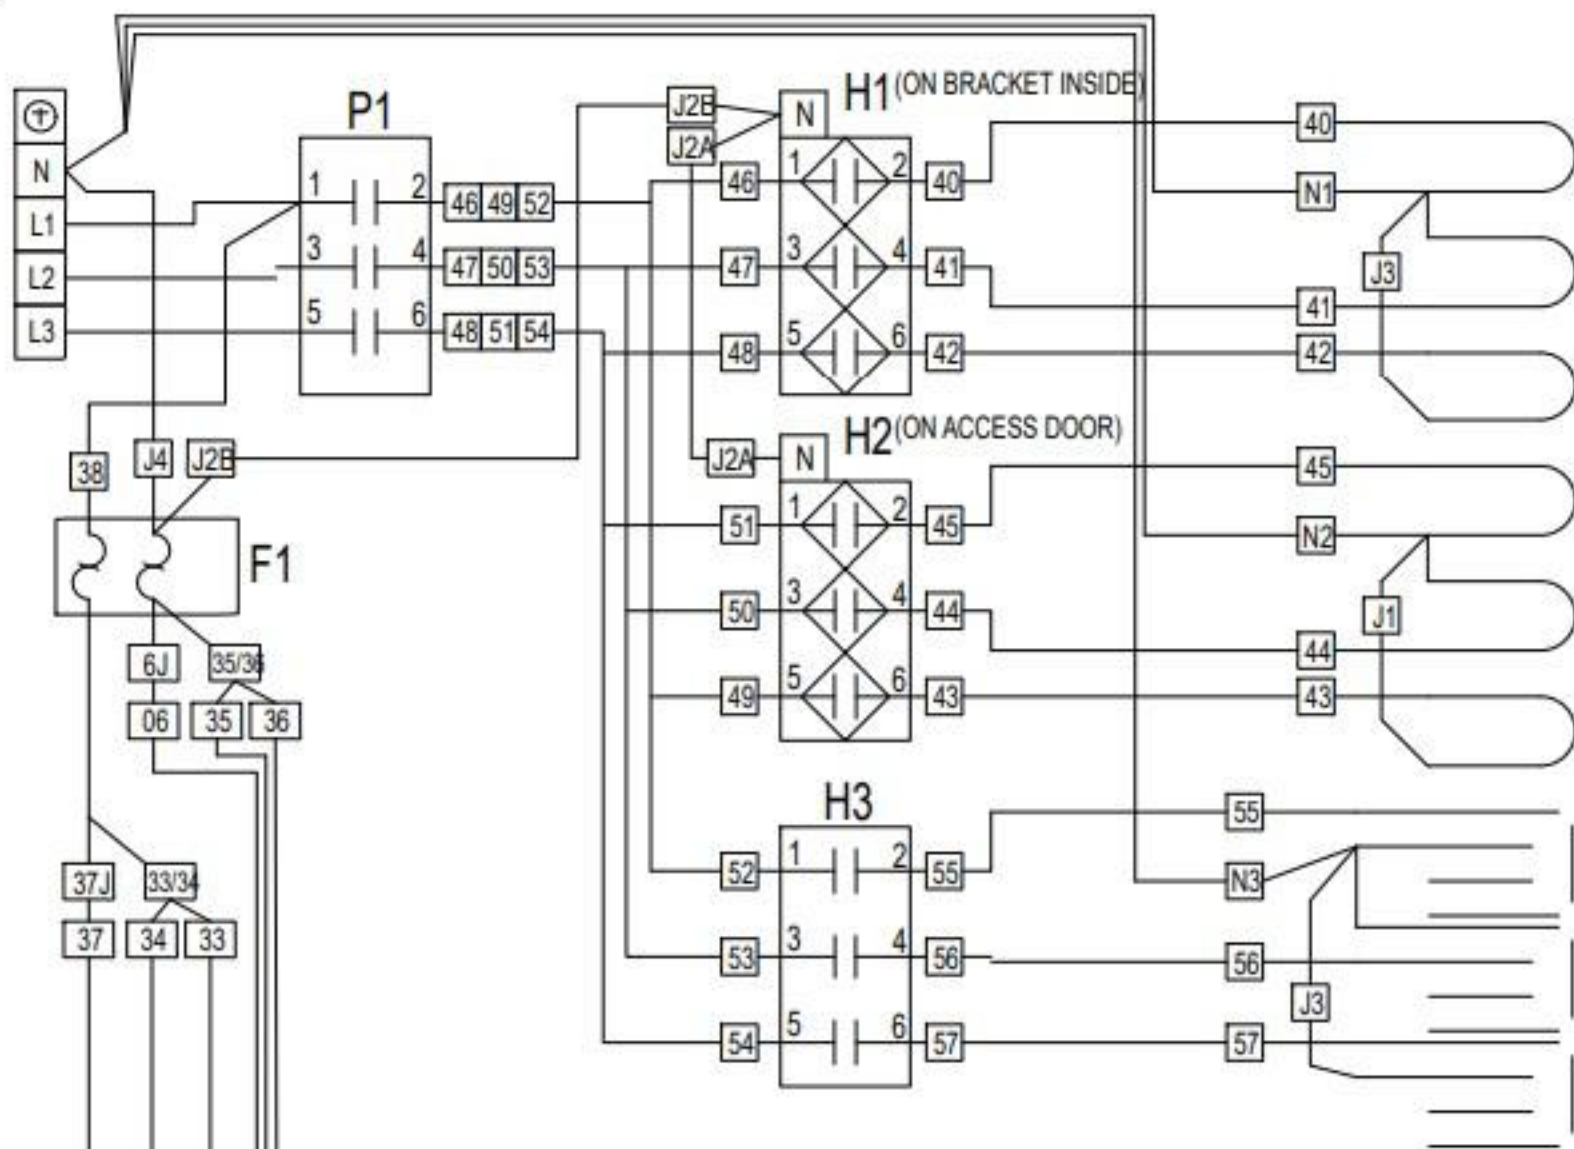 H1 (ON BRACKET INSIDE)
P1
J2B
N
J2A
40
N
1 2
46 49 52
46
1 2
40
N1
L1
3 4
47 50 53
47
3 4
41
J3
L2
41
5 6
48 51 54
48
5 6
42
42
L3
H2 (ON ACCESS DOOR)
38
J4
J2B
J2A
N
45
51
1 2
45
N2
F1
50
3 4
44
J1
6J
35/36
44
49
5 6
43
43
06
35
36
H3
55
52
1 2
55
N3
37J
33/34
37
34
33
53
3 4
56
56
J3
54
5 6
57
57